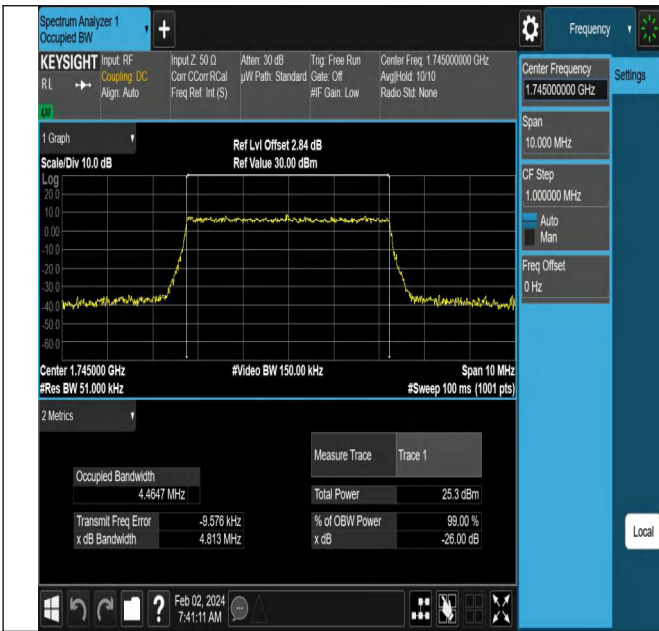 Spectrum Analyzer 1
Occupied BW
Frequency
KEYSIGHT Input: RF Input Z: 50 Ω Atten: 30 dB Trig: Free Run Center Freq: 1.745000000 GHz
RL Coupling: DC Corr CCorr RCal µW Path: Standard Gate: Off Avg|Hold: 10/10
Align: Auto Freq Ref: Int (S) #IF Gain: Low Radio Std: None
Center Frequency
1.745000000 GHz
Settings
Span
10.000 MHz
CF Step
1.000000 MHz
Auto
Man
Freq Offset
0 Hz
1 Graph
Ref Lvl Offset 2.84 dB
Scale/Div 10.0 dB Ref Value 30.00 dBm
Log
20.0
10.0
0.00
-10.0
-20.0
-30.0
-40.0
-50.0
-60.0
Center 1.745000 GHz #Video BW 150.00 kHz Span 10 MHz
#Res BW 51.000 kHz #Sweep 100 ms (1001 pts)
2 Metrics
Measure Trace Trace 1
Occupied Bandwidth
4.4647 MHz
Total Power 25.3 dBm
Transmit Freq Error -9.576 kHz % of OBW Power 99.00 %
x dB Bandwidth 4.813 MHz x dB -26.00 dB
Local
? Feb 02, 2024
7:41:11 AM